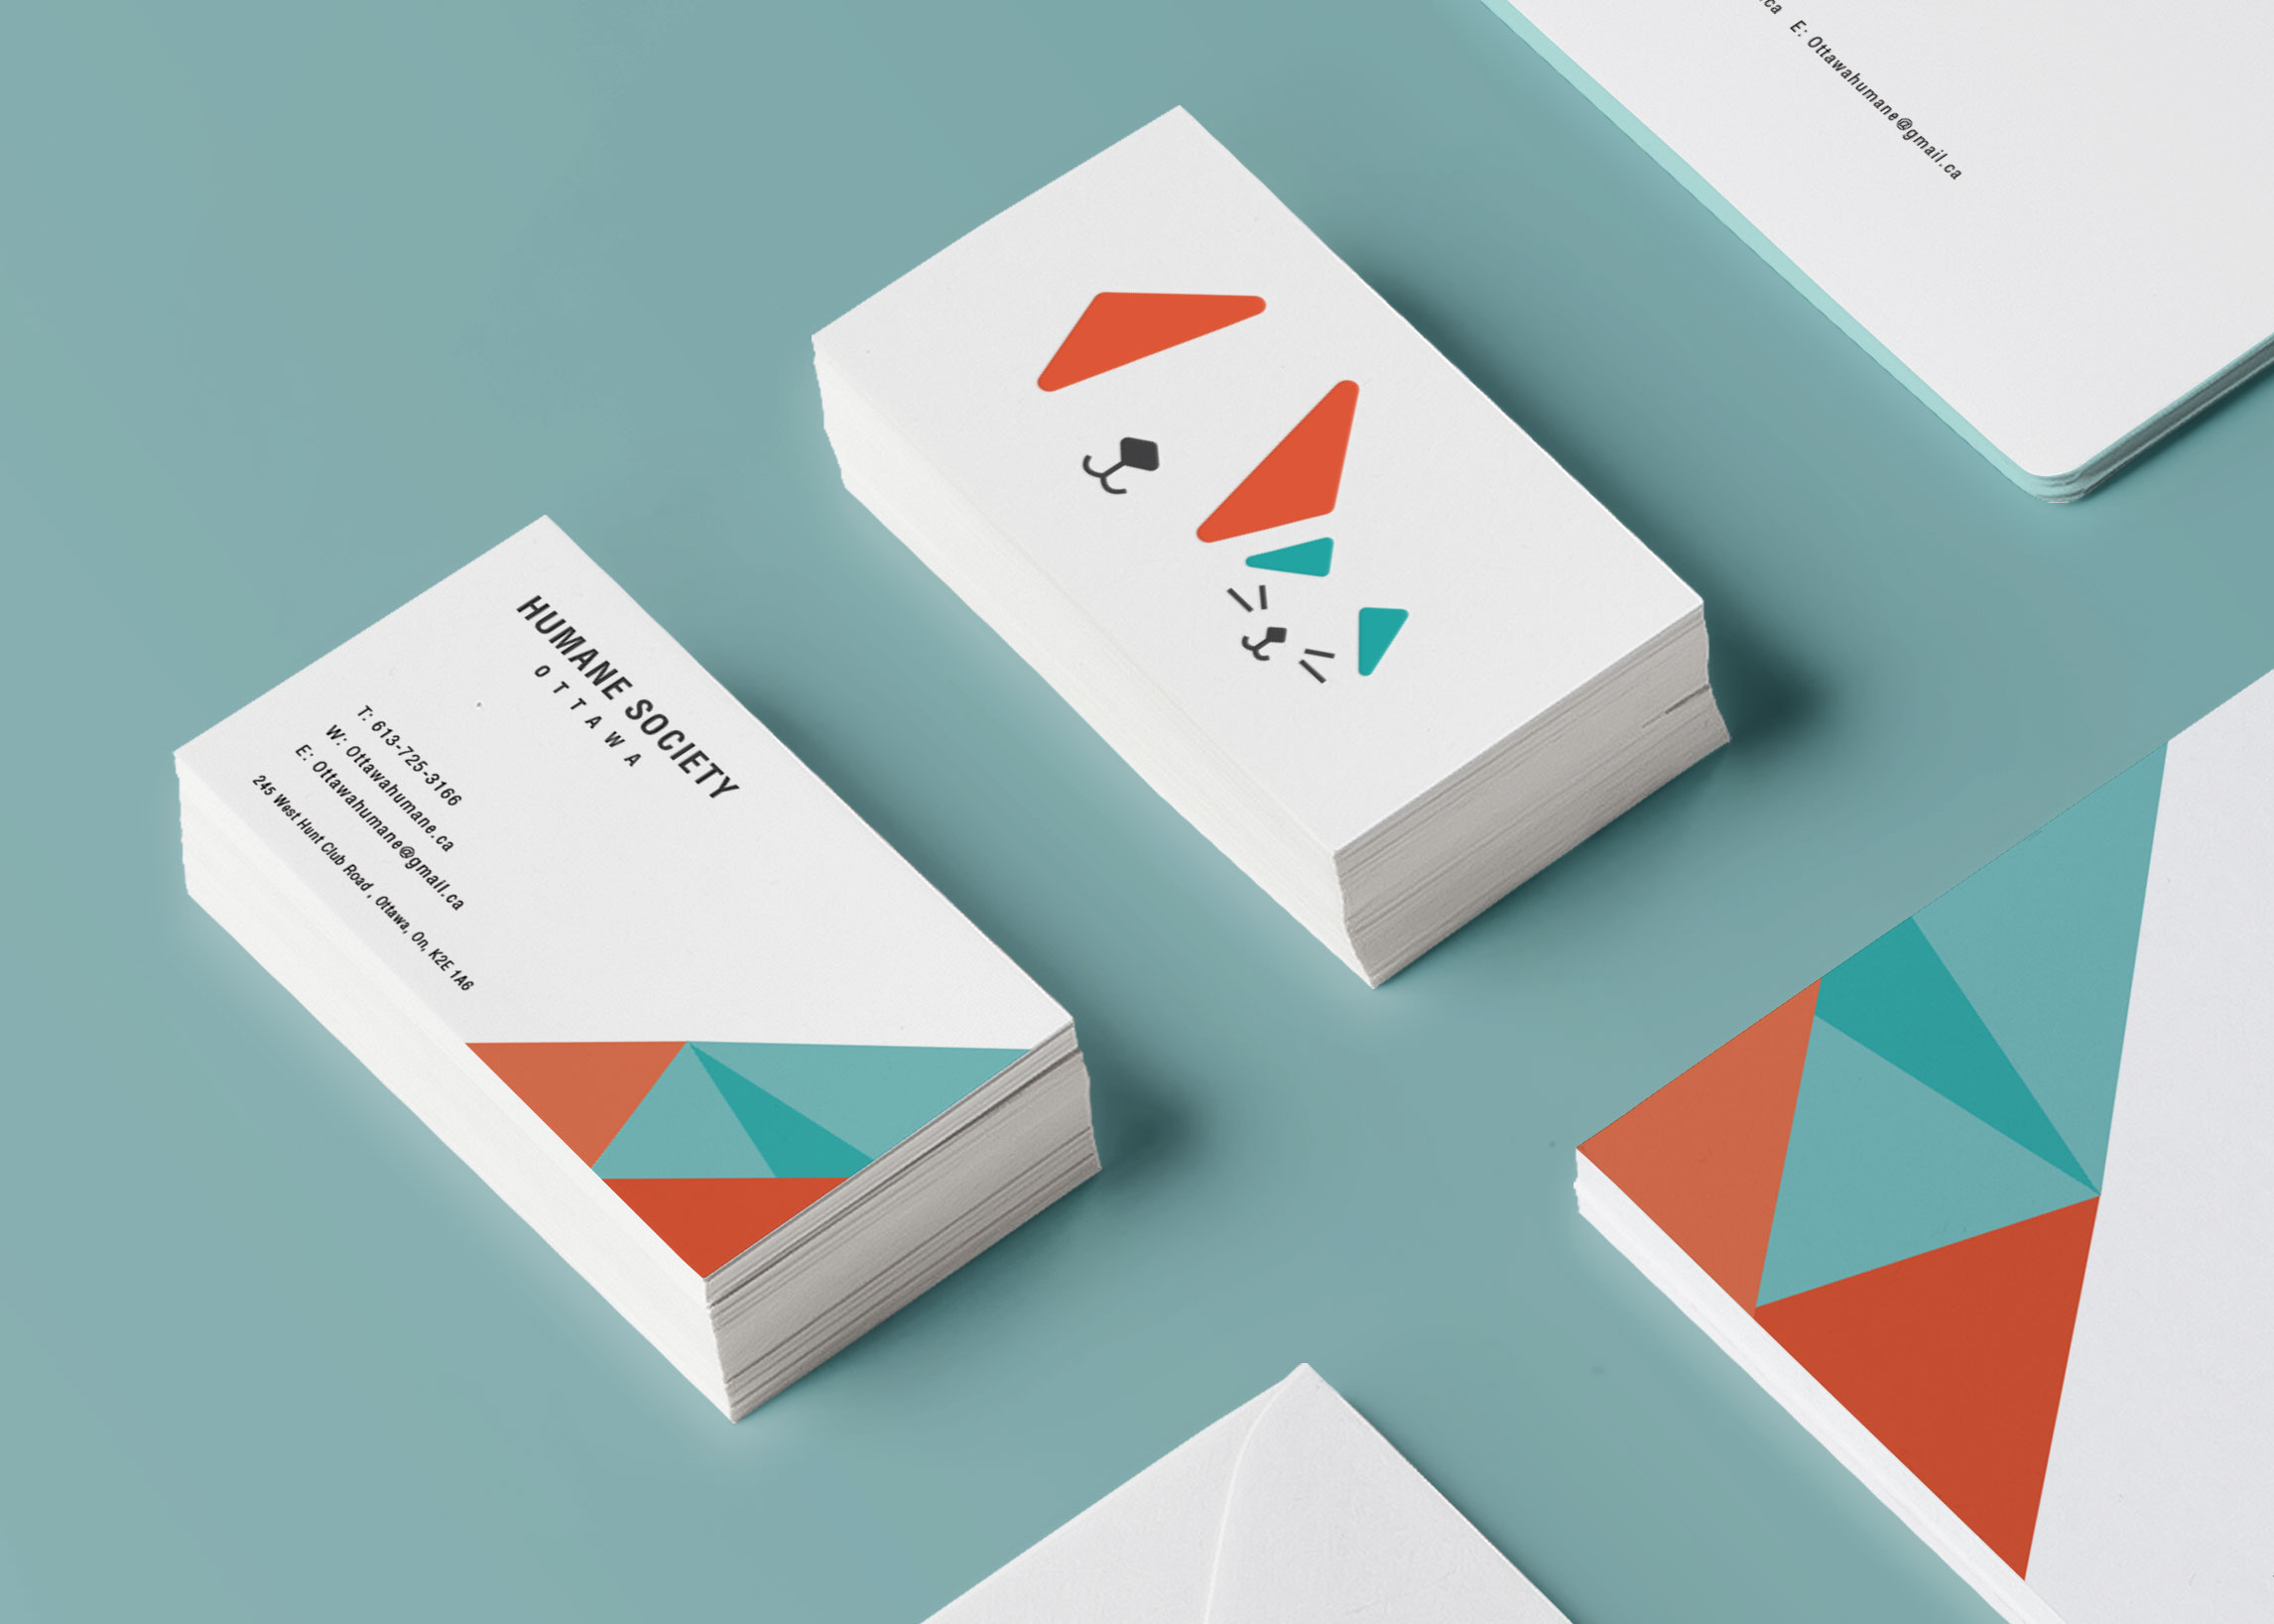 HUMANE SOCIETY
OTTAWA
T: 613-725-3166
W: Ottawahumane.ca
E: Ottawahumane@gmail.ca
245 West Hunt Club Road, Ottawa, On, K2E 1A6
ca E: Ottawahumane@gmail.ca